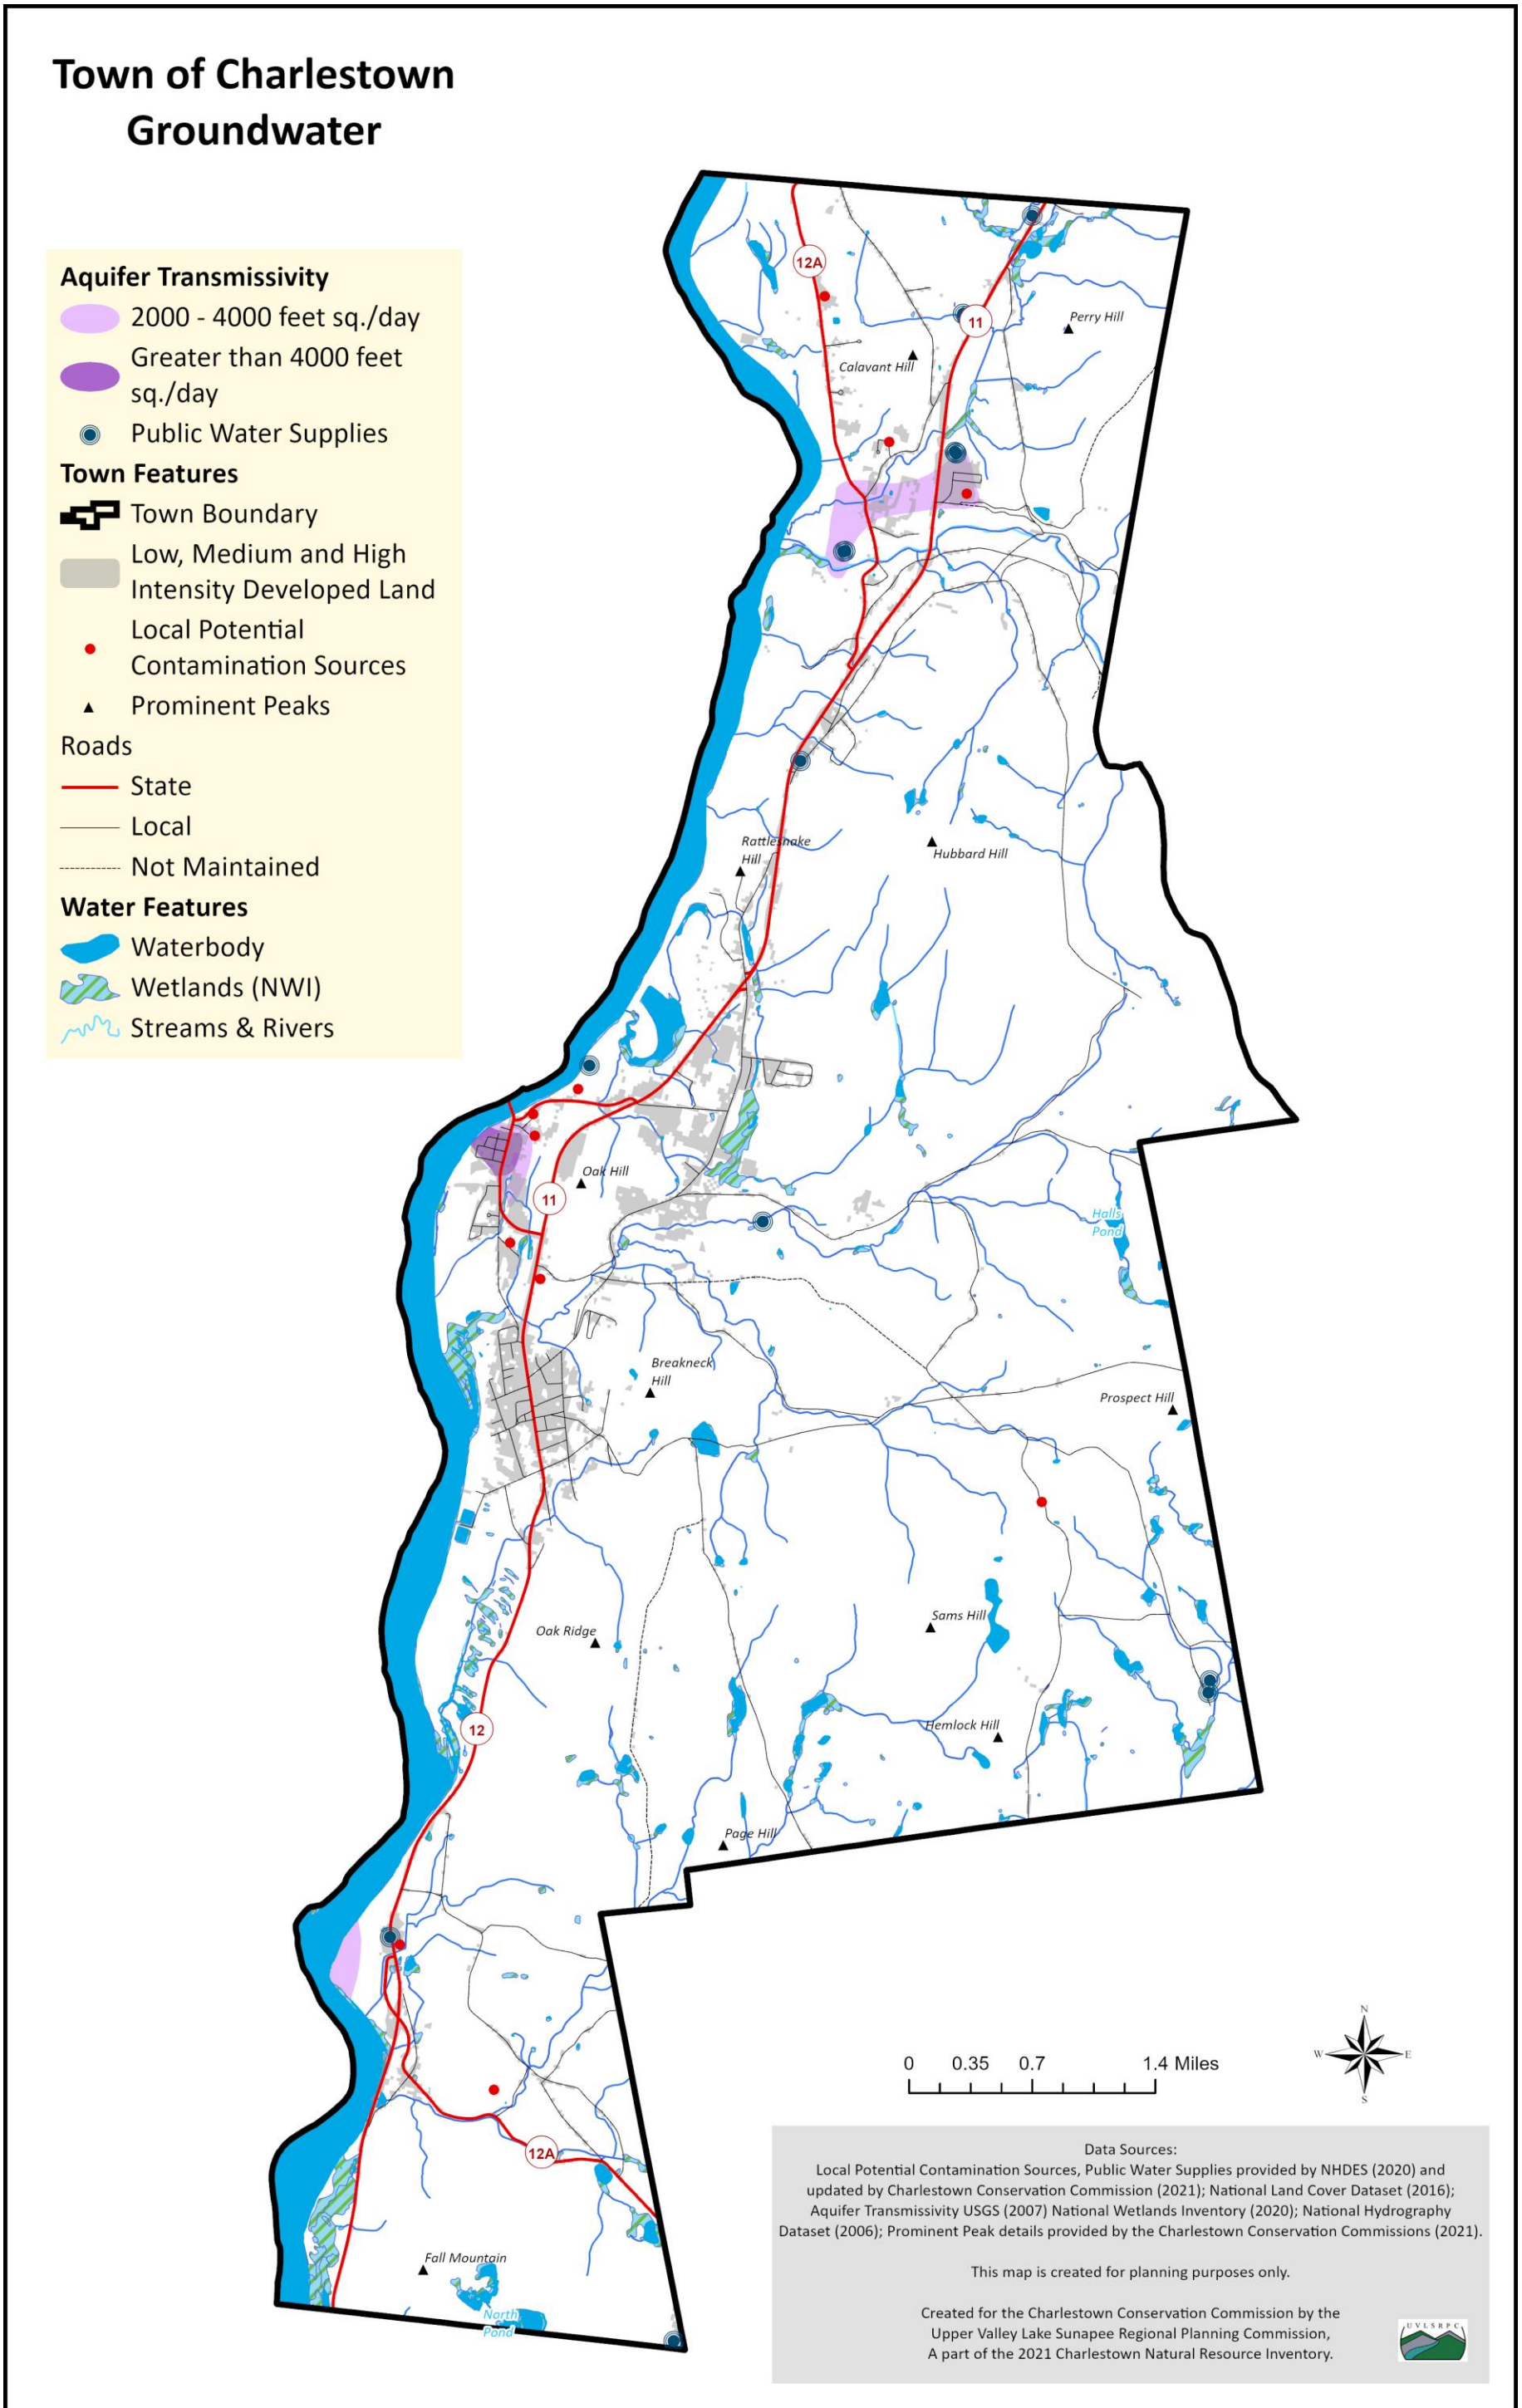 Town of Charlestown
Groundwater
Aquifer Transmissivity
2000 - 4000 feet sq./day
Greater than 4000 feet
sq./day
Public Water Supplies
Town Features
Town Boundary
Low, Medium and High
Intensity Developed Land
Local Potential
Contamination Sources
Prominent Peaks
Roads
State
Local
Not Maintained
Water Features
Waterbody
Wetlands (NWI)
Streams & Rivers
12A
11
Perry Hill
Calavant Hill
Rattlesnake
Hill
Hubbard Hill
Oak Hill
11
Halls
Pond
Breakneck
Hill
Prospect Hill
Oak Ridge
Sams Hill
12
Hemlock Hill
Page Hill
12A
Fall Mountain
North
Pond
0 0.35 0.7 1.4 Miles
N
W E
S
Data Sources:
Local Potential Contamination Sources, Public Water Supplies provided by NHDES (2020) and
updated by Charlestown Conservation Commission (2021); National Land Cover Dataset (2016);
Aquifer Transmissivity USGS (2007) National Wetlands Inventory (2020); National Hydrography
Dataset (2006); Prominent Peak details provided by the Charlestown Conservation Commissions (2021).
This map is created for planning purposes only.
Created for the Charlestown Conservation Commission by the
Upper Valley Lake Sunapee Regional Planning Commission,
A part of the 2021 Charlestown Natural Resource Inventory.
UVLSRPC